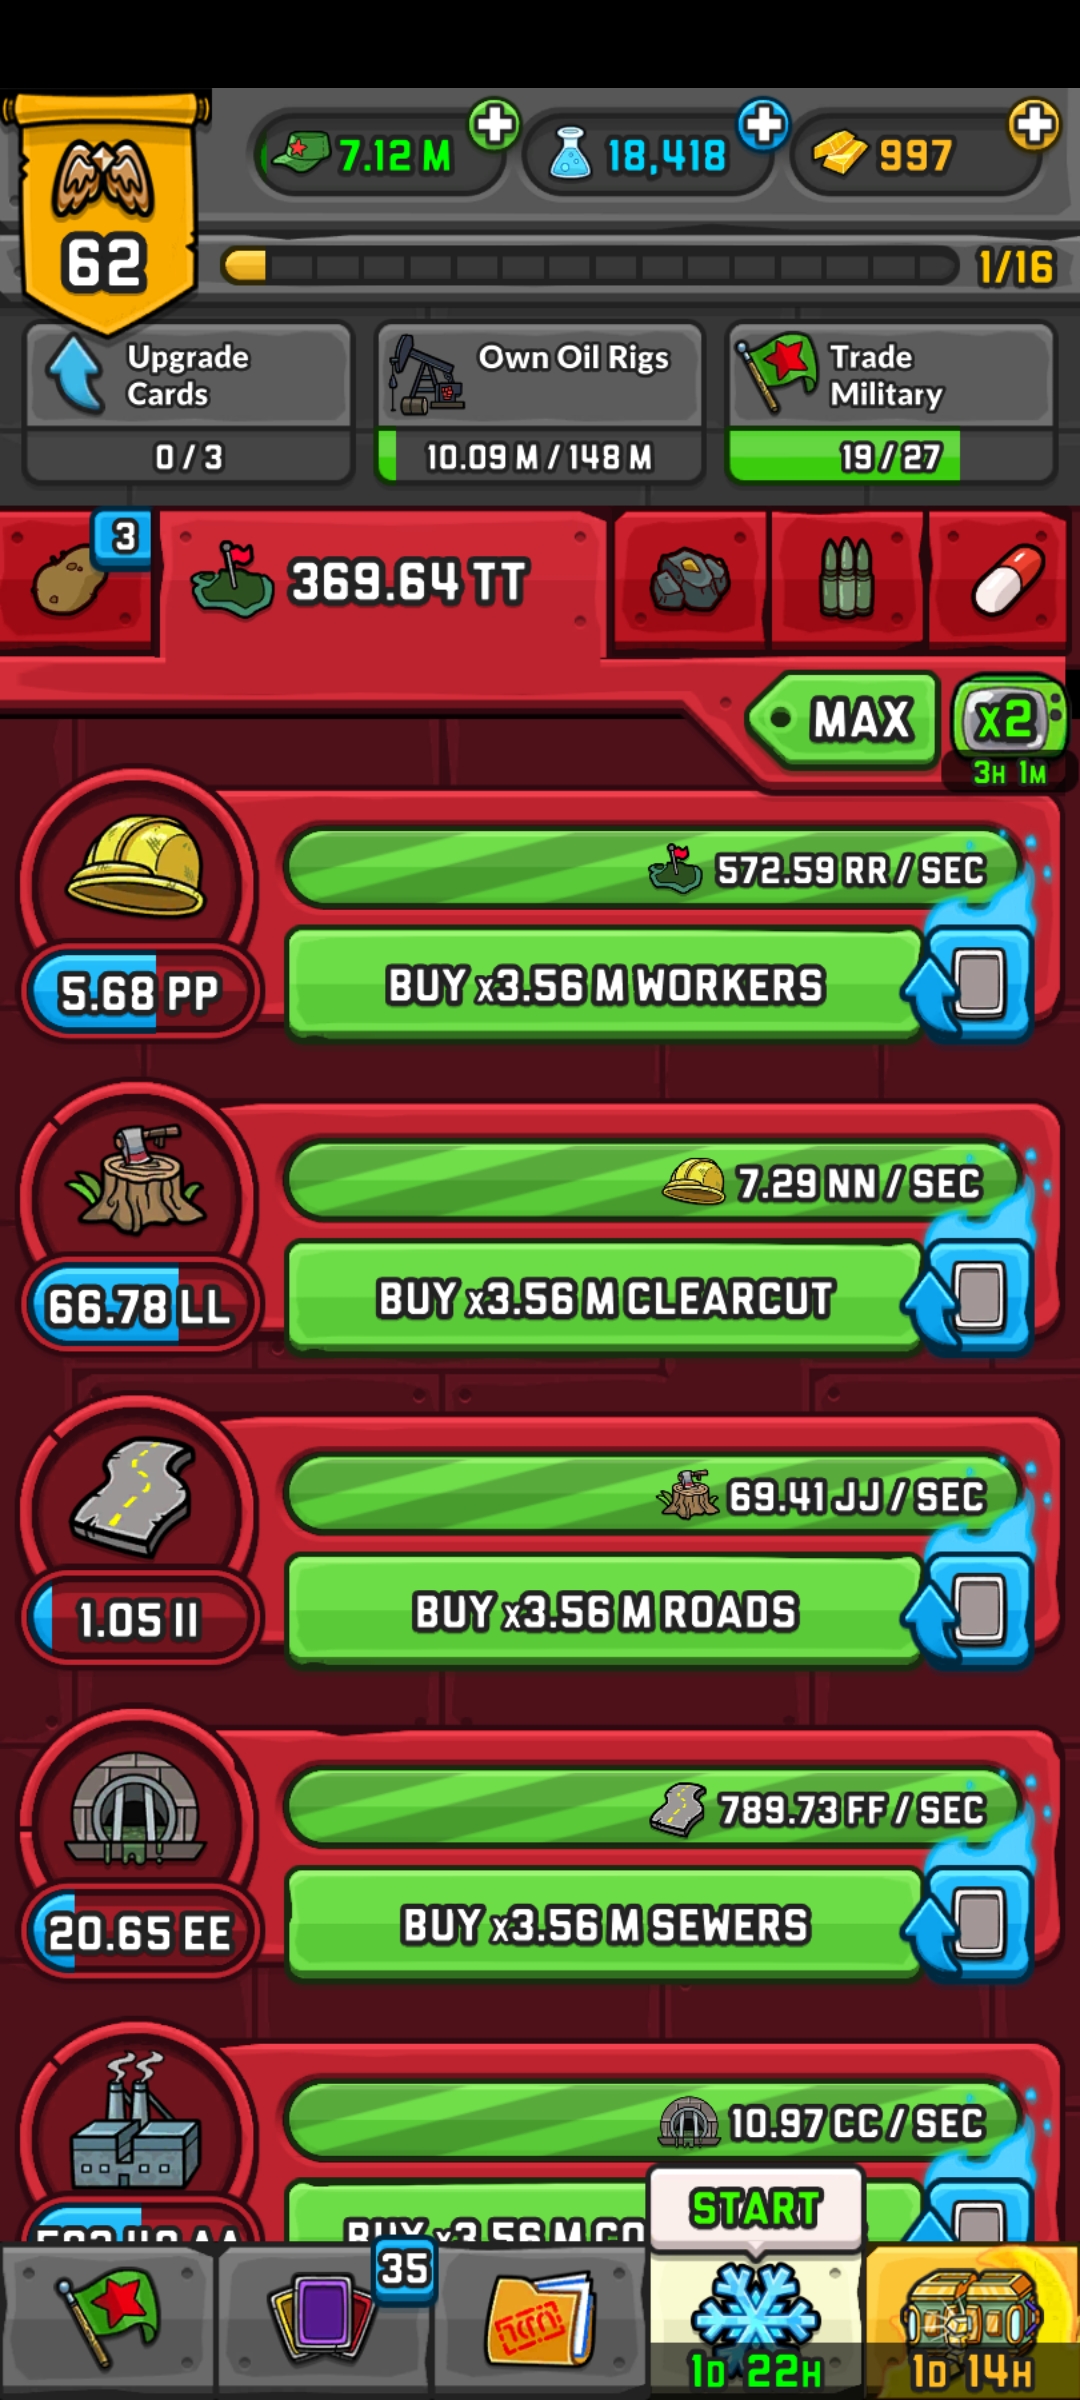 7.12 M
18,418
997
62
1/16
Upgrade
Cards
0 / 3
Own Oil Rigs
10.09 M / 148 M
Trade
Military
19 / 27
3
369.64 TT
MAX
x2
3H 1M
572.59 RR / SEC
5.68 PP
BUY x3.56 M WORKERS
7.29 NN / SEC
66.78 LL
BUY x3.56 M CLEARCUT
69.41 JJ / SEC
1.05 II
BUY x3.56 M ROADS
789.73 FF / SEC
20.65 EE
BUY x3.56 M SEWERS
10.97 CC / SEC
BUY x3.56 M CO
START
35
1D 22H
1D 14H